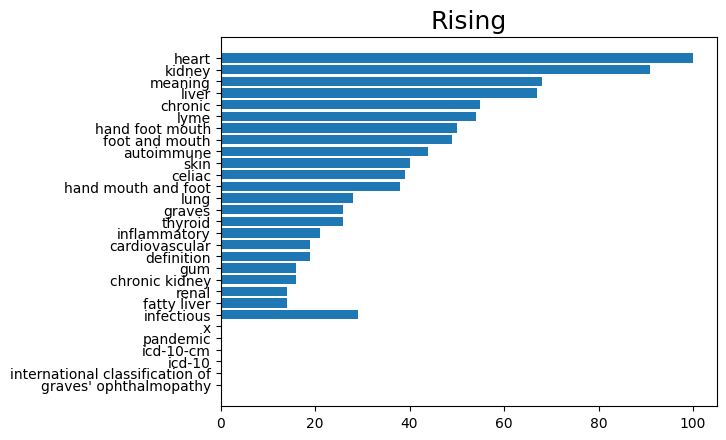 Rising
heart
kidney
meaning
liver
chronic
lyme
hand foot mouth
foot and mouth
autoimmune
skin
celiac
hand mouth and foot
lung
graves
thyroid
inflammatory
cardiovascular
definition
gum
chronic kidney
renal
fatty liver
infectious
x
pandemic
icd-10-cm
icd-10
international classification of
graves' ophthalmopathy
0 20 40 60 80 100